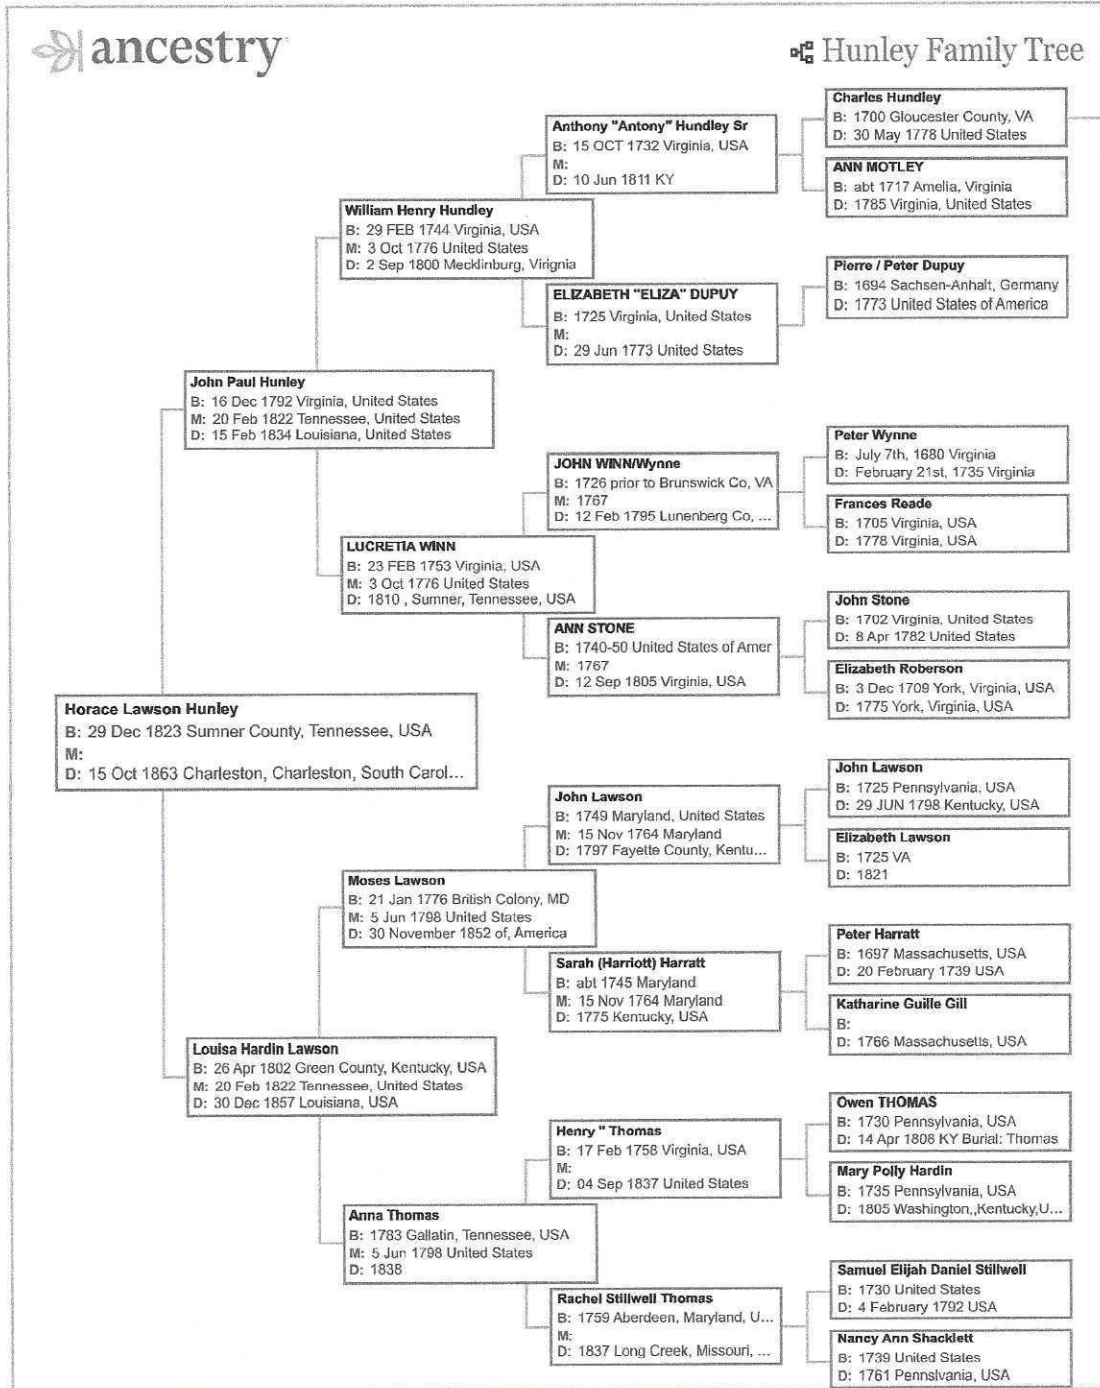 ancestry
Hunley Family Tree
Charles Hundley
B: 1700 Gloucester County, VA
D: 30 May 1778 United States
Anthony "Antony" Hundley Sr
B: 15 OCT 1732 Virginia, USA
M:
D: 10 Jun 1811 KY
ANN MOTLEY
B: abt 1717 Amelia, Virginia
D: 1785 Virginia, United States
William Henry Hundley
B: 29 FEB 1744 Virginia, USA
M: 3 Oct 1776 United States
D: 2 Sep 1800 Mecklinburg, Virignia
Pierre / Peter Dupuy
B: 1694 Sachsen-Anhalt, Germany
D: 1773 United States of America
ELIZABETH "ELIZA" DUPUY
B: 1725 Virginia, United States
M:
D: 29 Jun 1773 United States
John Paul Hunley
B: 16 Dec 1792 Virginia, United States
M: 20 Feb 1822 Tennessee, United States
D: 15 Feb 1834 Louisiana, United States
Peter Wynne
B: July 7th, 1680 Virginia
D: February 21st, 1735 Virginia
JOHN WINN/Wynne
B: 1726 prior to Brunswick Co, VA
M: 1767
D: 12 Feb 1795 Lunenberg Co, ...
Frances Reade
B: 1705 Virginia, USA
D: 1778 Virginia, USA
LUCRETIA WINN
B: 23 FEB 1753 Virginia, USA
M: 3 Oct 1776 United States
D: 1810 , Sumner, Tennessee, USA
John Stone
B: 1702 Virginia, United States
D: 8 Apr 1782 United States
ANN STONE
B: 1740-50 United States of Amer
M: 1767
D: 12 Sep 1805 Virginia, USA
Elizabeth Roberson
B: 3 Dec 1709 York, Virginia, USA
D: 1775 York, Virginia, USA
Horace Lawson Hunley
B: 29 Dec 1823 Sumner County, Tennessee, USA
M:
D: 15 Oct 1863 Charleston, Charleston, South Carol...
John Lawson
B: 1725 Pennsylvania, USA
D: 29 JUN 1798 Kentucky, USA
John Lawson
B: 1749 Maryland, United States
M: 15 Nov 1764 Maryland
D: 1797 Fayette County, Kentu...
Elizabeth Lawson
B: 1725 VA
D: 1821
Moses Lawson
B: 21 Jan 1776 British Colony, MD
M: 5 Jun 1798 United States
D: 30 November 1852 of, America
Peter Harratt
B: 1697 Massachusetts, USA
D: 20 February 1739 USA
Sarah (Harriott) Harratt
B: abt 1745 Maryland
M: 15 Nov 1764 Maryland
D: 1775 Kentucky, USA
Katharine Guille Gill
B:
D: 1766 Massachusetts, USA
Louisa Hardin Lawson
B: 26 Apr 1802 Green County, Kentucky, USA
M: 20 Feb 1822 Tennessee, United States
D: 30 Dec 1857 Louisiana, USA
Owen THOMAS
B: 1730 Pennsylvania, USA
D: 14 Apr 1808 KY Burial: Thomas
Henry " Thomas
B: 17 Feb 1758 Virginia, USA
M:
D: 04 Sep 1837 United States
Mary Polly Hardin
B: 1735 Pennsylvania, USA
D: 1805 Washington,,Kentucky,U...
Anna Thomas
B: 1783 Gallatin, Tennessee, USA
M: 5 Jun 1798 United States
D: 1838
Samuel Elijah Daniel Stillwell
B: 1730 United States
D: 4 February 1792 USA
Rachel Stillwell Thomas
B: 1759 Aberdeen, Maryland, U...
M:
D: 1837 Long Creek, Missouri, ...
Nancy Ann Shacklett
B: 1739 United States
D: 1761 Pennslvania, USA